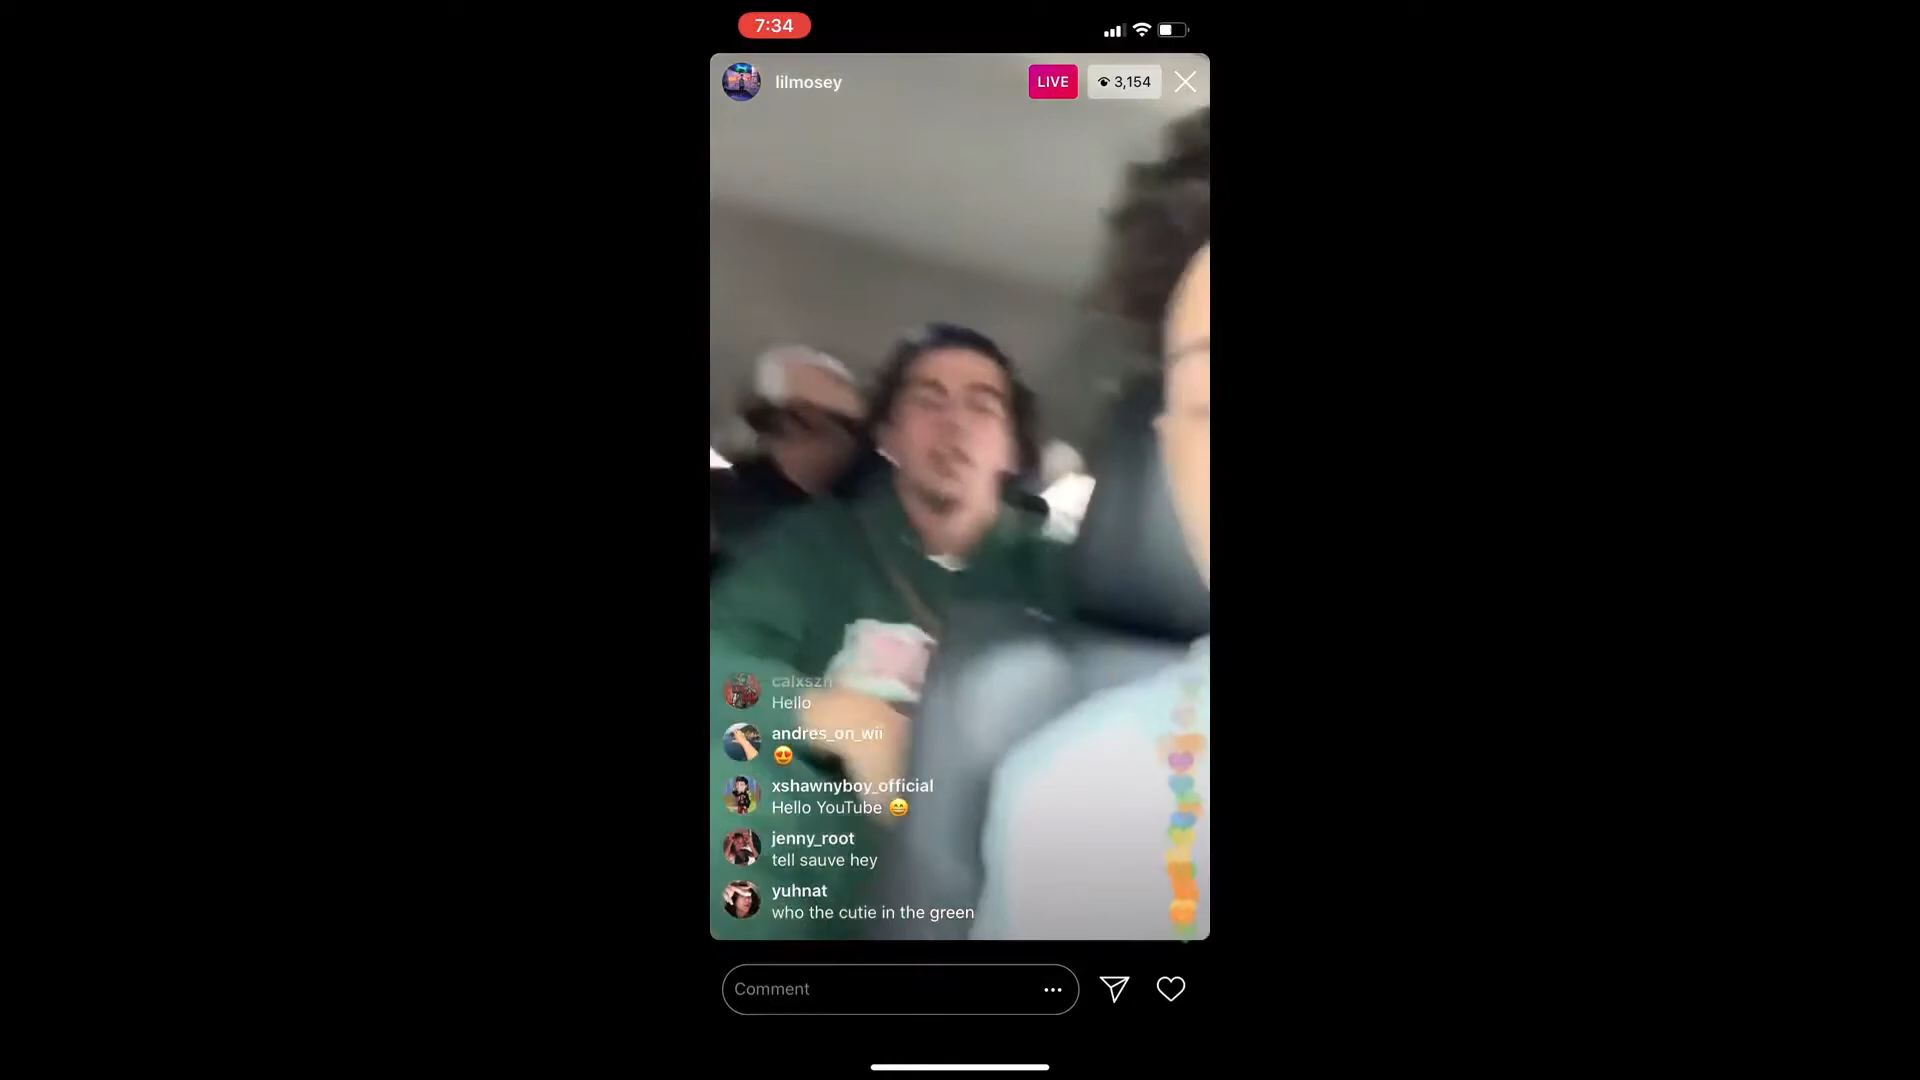 7:34
lilmosey
LIVE
3,154
calxszn
Hello
andres_on_wii
😍
xshawnyboy_official
Hello YouTube 😄
jenny_root
tell sauve hey
yuhnat
who the cutie in the green
Comment